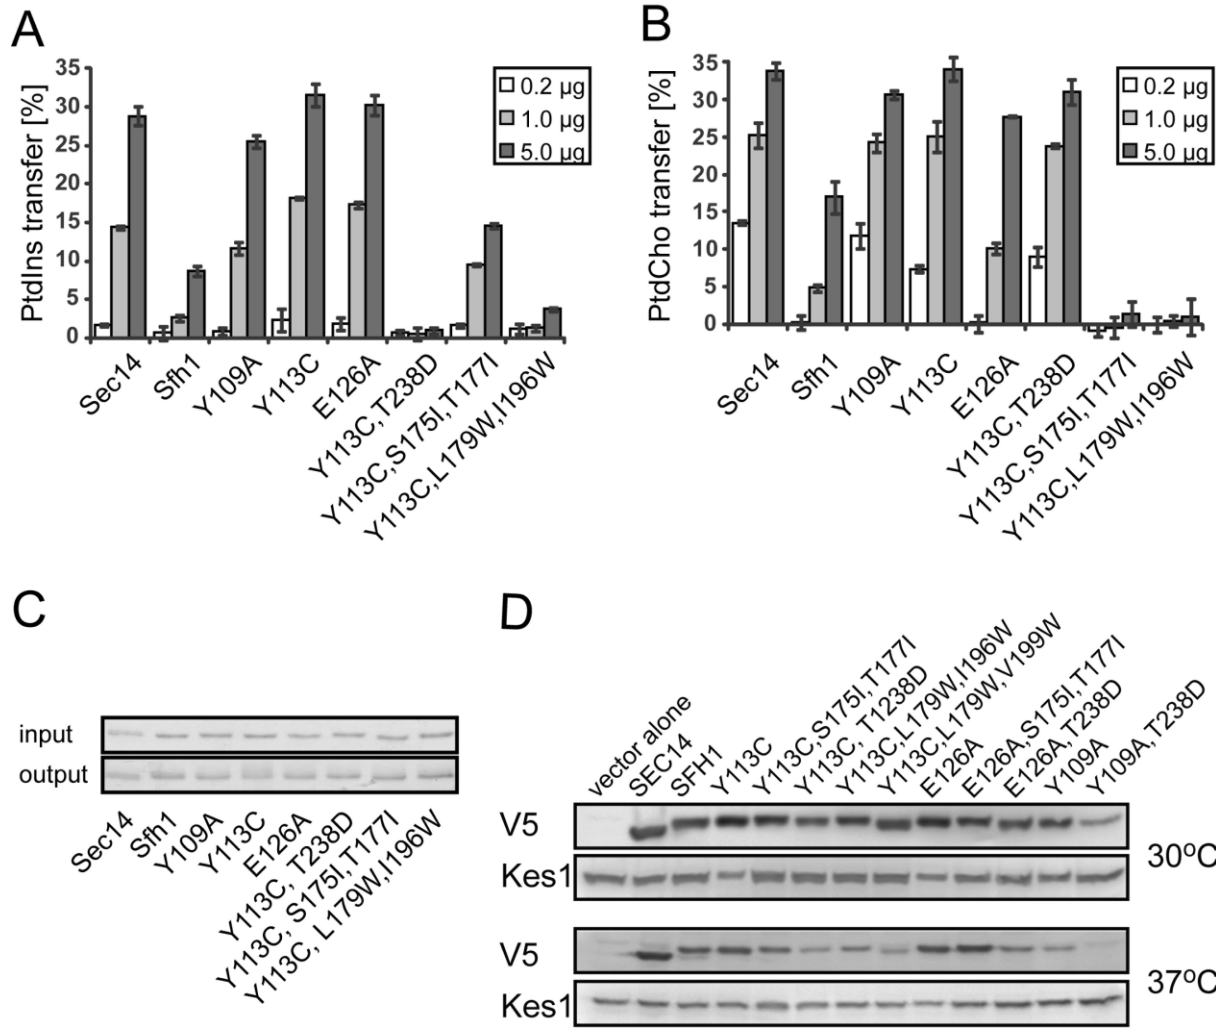 A
PtdIns transfer [%]
35
30
25
20
15
10
5
0
0.2 µg
1.0 µg
5.0 µg
Sec14
Sfh1
Y109A
Y113C
E126A
Y113C,T238D
Y113C,S175I,T177I
Y113C,L179W,I196W
B
PtdCho transfer [%]
35
30
25
20
15
10
5
0
0.2 µg
1.0 µg
5.0 µg
Sec14
Sfh1
Y109A
Y113C
E126A
Y113C,T238D
Y113C,S175I,T177I
Y113C,L179W,I196W
C
input
output
Sec14
Sfh1
Y109A
Y113C
E126A
Y113C, T238D
Y113C, S175I,T177I
Y113C, L179W,I196W
D
vector alone
SEC14
SFH1
Y113C
Y113C,S175I,T177I
Y113C, T1238D
Y113C,L179W,I196W
Y113C,L179W,V199W
E126A
E126A,S175I,T177I
E126A,T238D
Y109A
Y109A,T238D
V5
Kes1
30ºC
V5
Kes1
37ºC